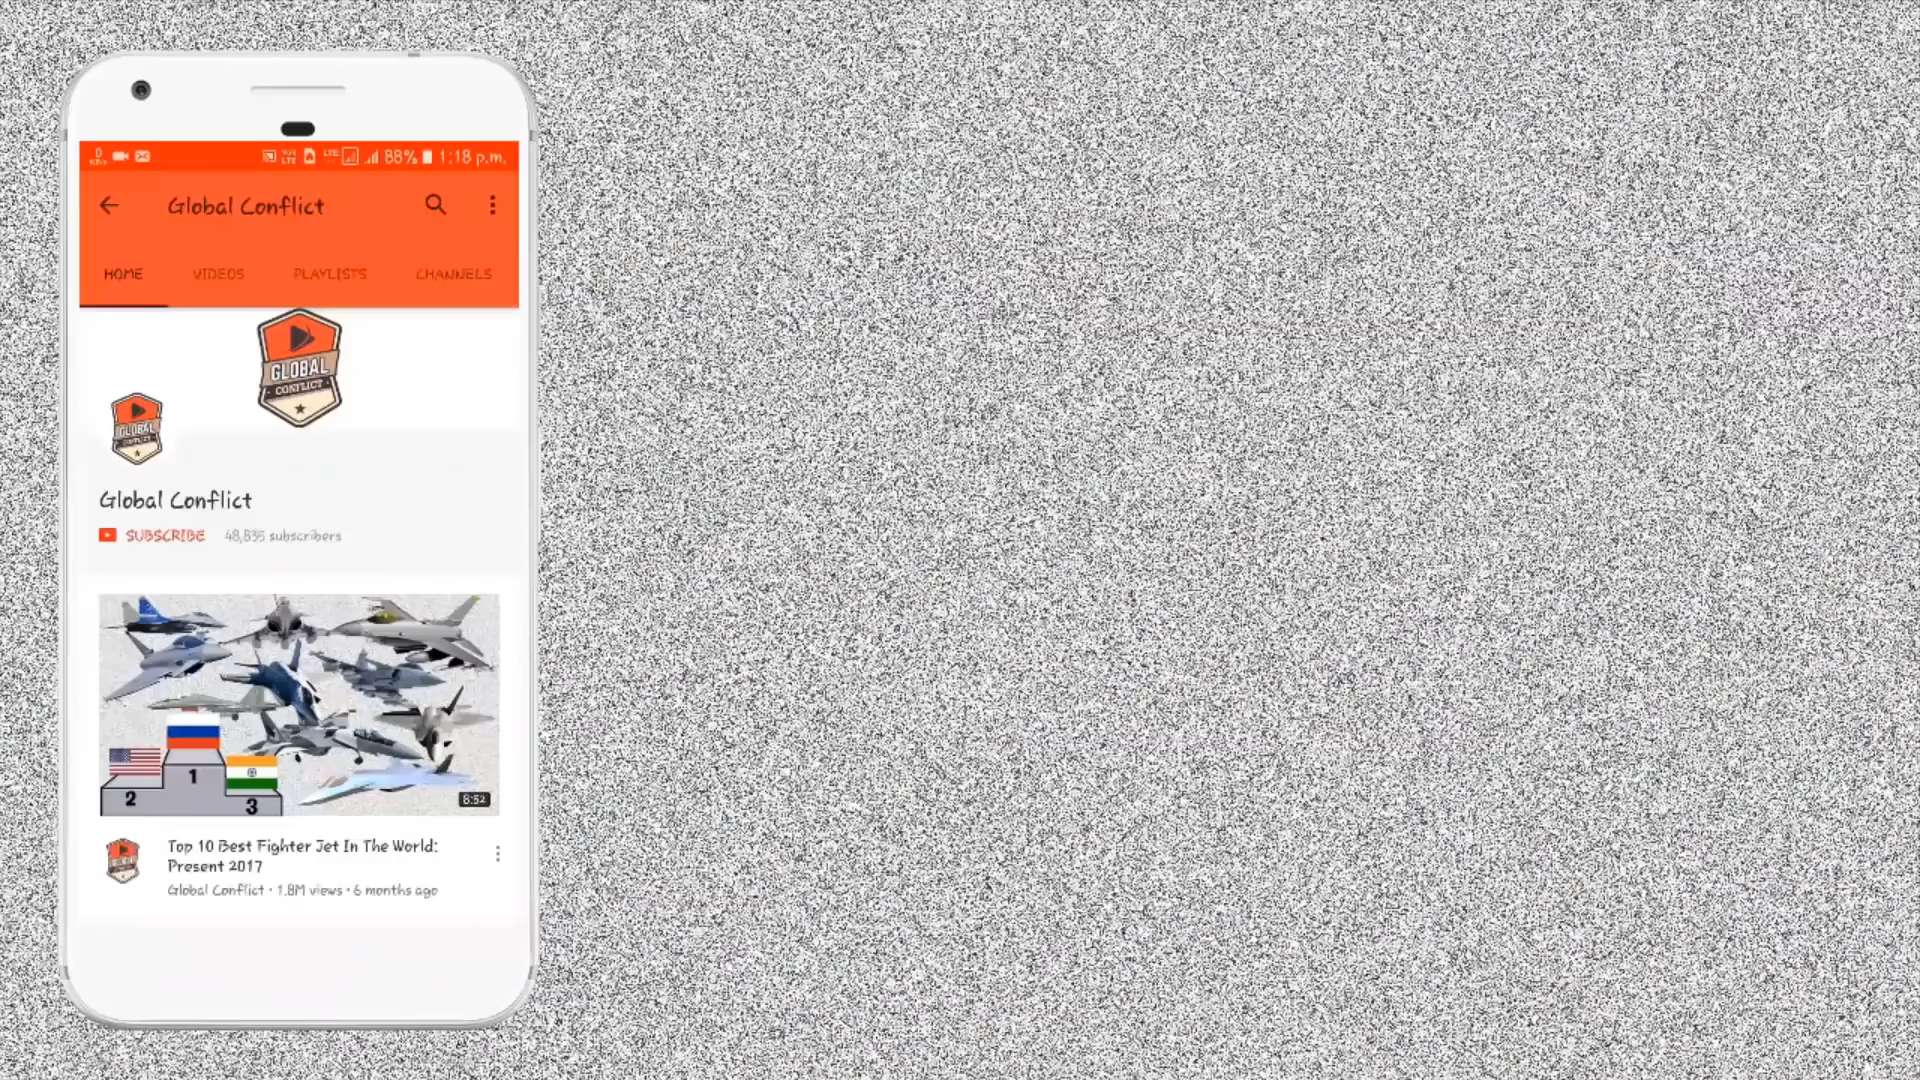 88% 1:18 p.m.
Global Conflict
HOME VIDEOS PLAYLISTS CHANNELS
GLOBAL
CONFLICT
GLOBAL
CONFLICT
Global Conflict
SUBSCRIBE 48,835 subscribers
1
2
3
8:52
Top 10 Best Fighter Jet In The World:
Present 2017
Global Conflict • 1.8M views • 6 months ago